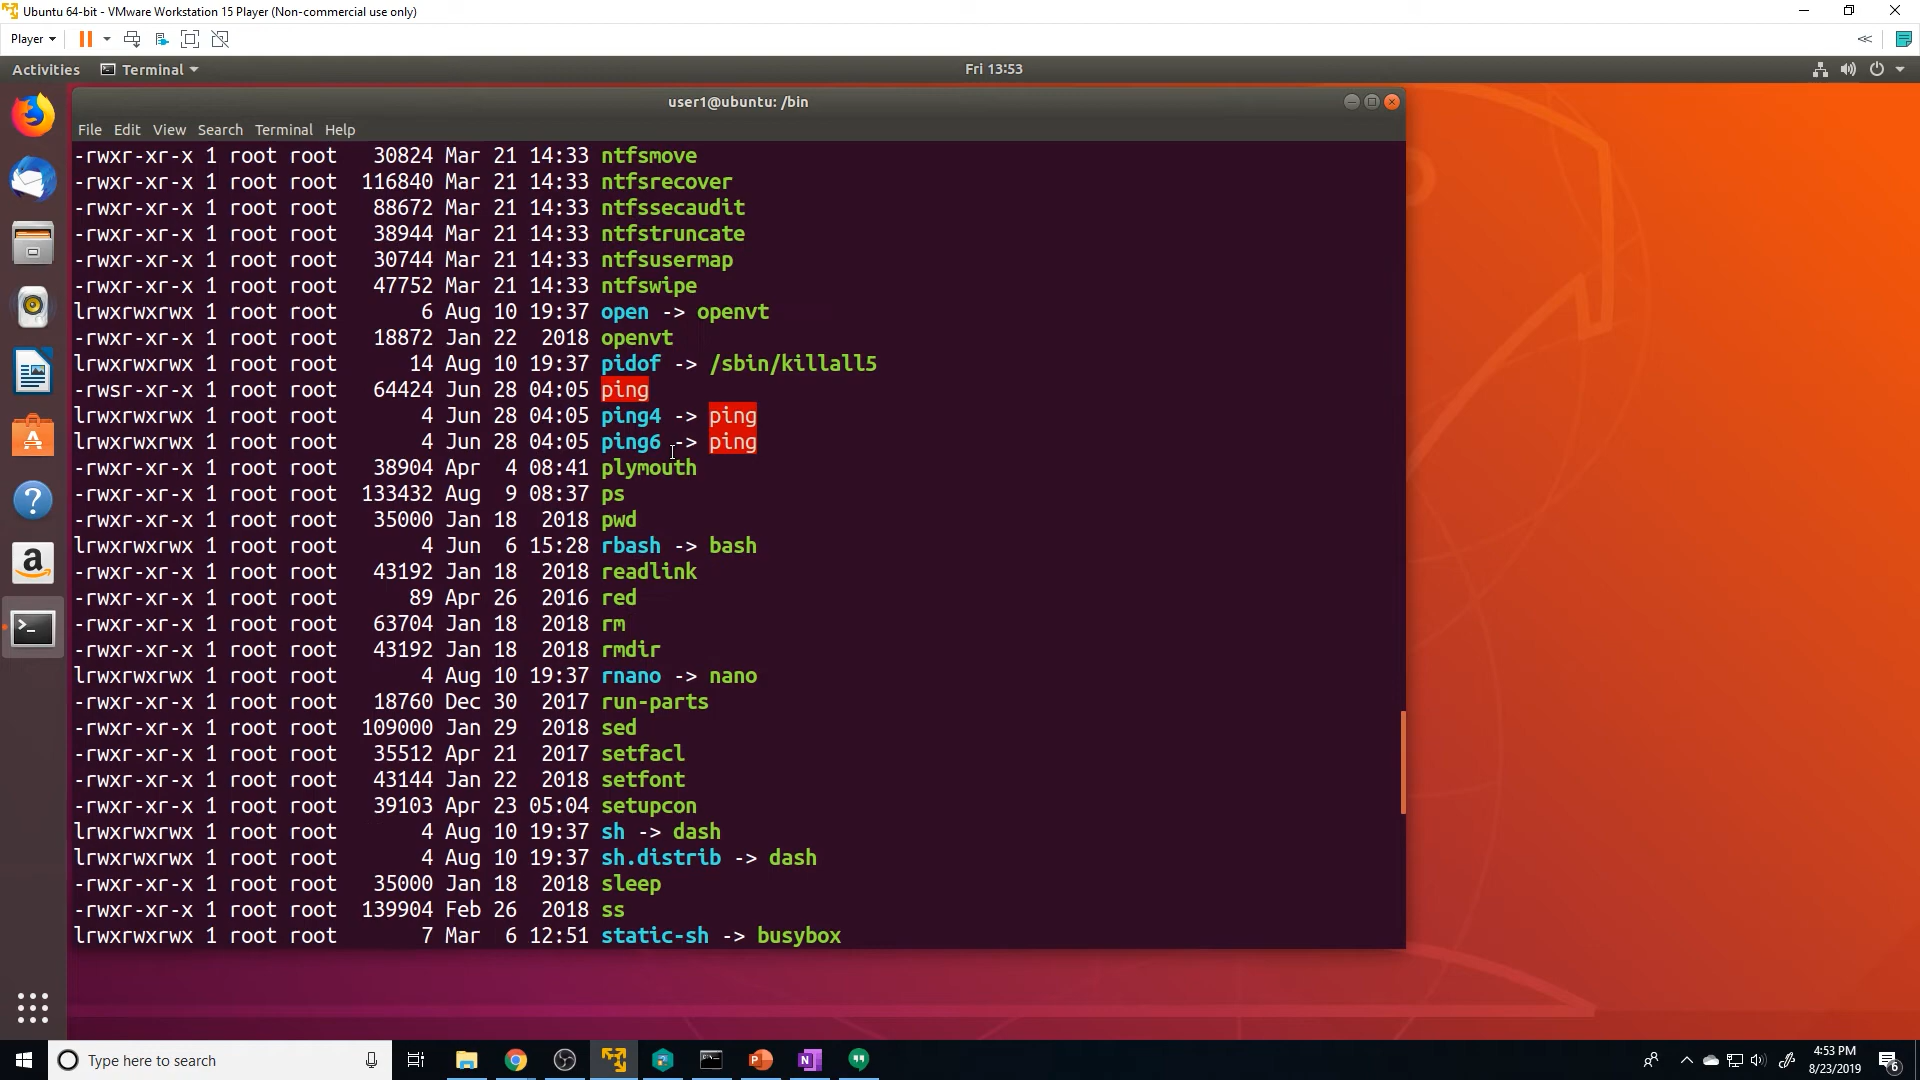 Ubuntu 64-bit - VMware Workstation 15 Player (Non-commercial use only)
Player
Activities Terminal Fri 13:53
user1@ubuntu: /bin
File Edit View Search Terminal Help
-rwxr-xr-x 1 root root   30824 Mar 21 14:33 ntfsmove
-rwxr-xr-x 1 root root  116840 Mar 21 14:33 ntfsrecover
-rwxr-xr-x 1 root root   88672 Mar 21 14:33 ntfssecaudit
-rwxr-xr-x 1 root root   38944 Mar 21 14:33 ntfstruncate
-rwxr-xr-x 1 root root   30744 Mar 21 14:33 ntfsusermap
-rwxr-xr-x 1 root root   47752 Mar 21 14:33 ntfswipe
lrwxrwxrwx 1 root root       6 Aug 10 19:37 open -> openvt
-rwxr-xr-x 1 root root   18872 Jan 22  2018 openvt
lrwxrwxrwx 1 root root      14 Aug 10 19:37 pidof -> /sbin/killall5
-rwsr-xr-x 1 root root   64424 Jun 28 04:05 ping
lrwxrwxrwx 1 root root       4 Jun 28 04:05 ping4 -> ping
lrwxrwxrwx 1 root root       4 Jun 28 04:05 ping6 -> ping
-rwxr-xr-x 1 root root   38904 Apr  4 08:41 plymouth
-rwxr-xr-x 1 root root  133432 Aug  9 08:37 ps
-rwxr-xr-x 1 root root   35000 Jan 18  2018 pwd
lrwxrwxrwx 1 root root       4 Jun  6 15:28 rbash -> bash
-rwxr-xr-x 1 root root   43192 Jan 18  2018 readlink
-rwxr-xr-x 1 root root      89 Apr 26  2016 red
-rwxr-xr-x 1 root root   63704 Jan 18  2018 rm
-rwxr-xr-x 1 root root   43192 Jan 18  2018 rmdir
lrwxrwxrwx 1 root root       4 Aug 10 19:37 rnano -> nano
-rwxr-xr-x 1 root root   18760 Dec 30  2017 run-parts
-rwxr-xr-x 1 root root  109000 Jan 29  2018 sed
-rwxr-xr-x 1 root root   35512 Apr 21  2017 setfacl
-rwxr-xr-x 1 root root   43144 Jan 22  2018 setfont
-rwxr-xr-x 1 root root   39103 Apr 23 05:04 setupcon
lrwxrwxrwx 1 root root       4 Aug 10 19:37 sh -> dash
lrwxrwxrwx 1 root root       4 Aug 10 19:37 sh.distrib -> dash
-rwxr-xr-x 1 root root   35000 Jan 18  2018 sleep
-rwxr-xr-x 1 root root  139904 Feb 26  2018 ss
lrwxrwxrwx 1 root root       7 Mar  6 12:51 static-sh -> busybox
Type here to search
4:53 PM
8/23/2019
6